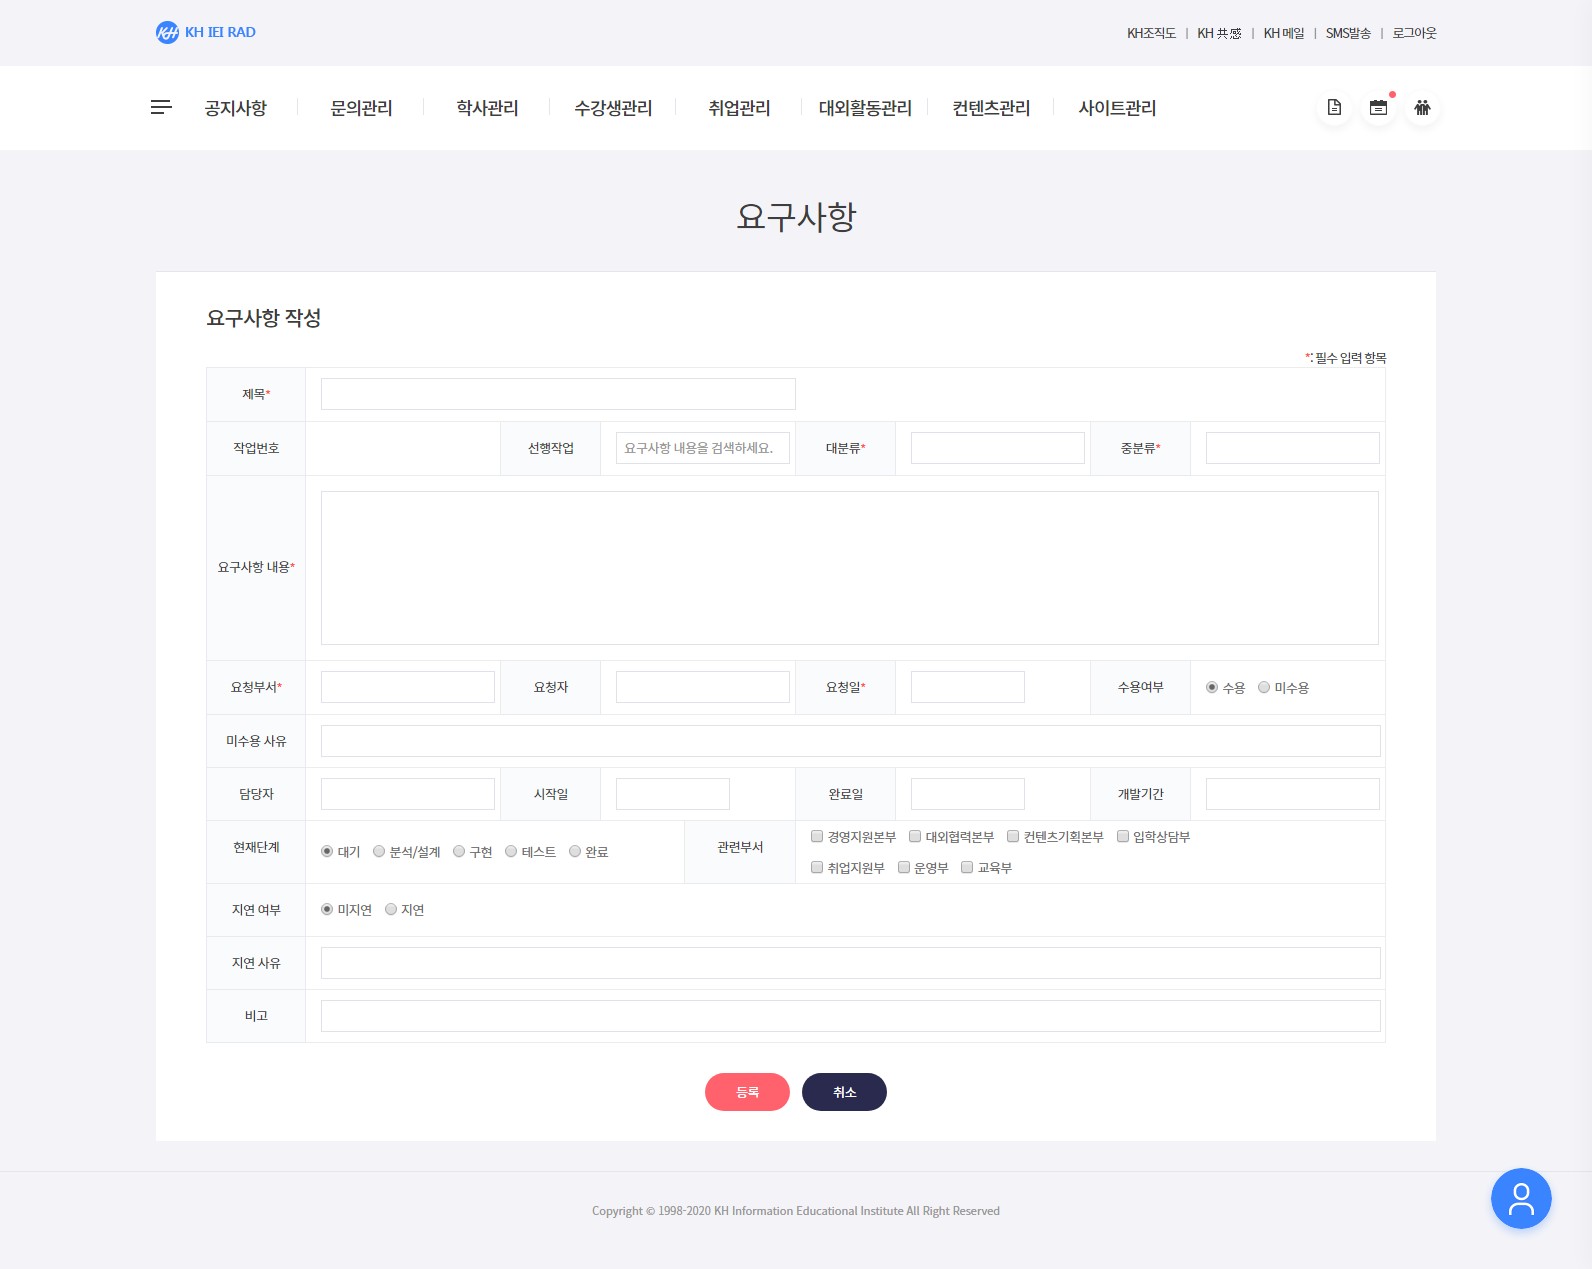 KH IEI RAD
KH조직도 | KH 共感 | KH 메일 | SMS발송 | 로그아웃
공지사항 문의관리 학사관리 수강생관리 취업관리 대외활동관리 컨텐츠관리 사이트관리
요구사항
요구사항 작성
*: 필수 입력 항목
제목*
작업번호 선행작업 요구사항 내용을 검색하세요. 대분류* 중분류*
요구사항 내용*
요청부서* 요청자 요청일* 수용여부 수용 미수용
미수용 사유
담당자 시작일 완료일 개발기간
현재단계 대기 분석/설계 구현 테스트 완료 관련부서 경영지원본부 대외협력본부 컨텐츠기획본부 입학상담부
취업지원부 운영부 교육부
지연 여부 미지연 지연
지연 사유
비고
등록 취소
Copyright © 1998-2020 KH Information Educational Institute All Right Reserved